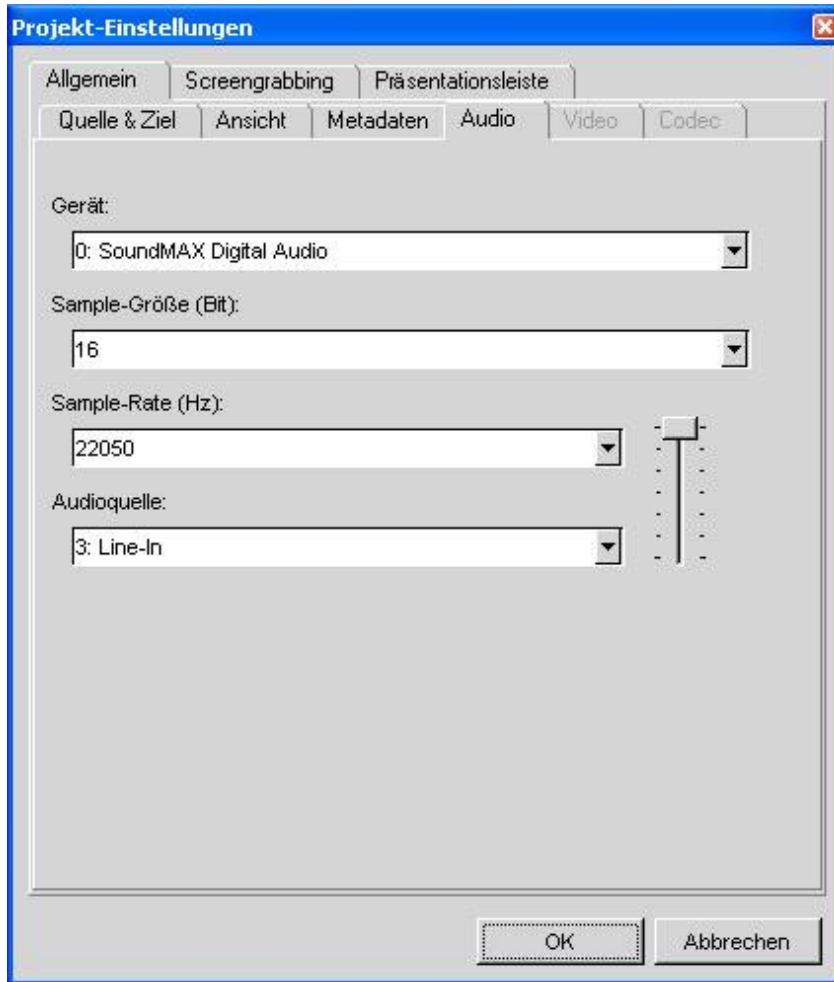 Projekt-Einstellungen
Allgemein Screengrabbing Präsentationsleiste
Quelle & Ziel Ansicht Metadaten Audio Video Codec
Gerät:
0: SoundMAX Digital Audio
Sample-Größe (Bit):
16
Sample-Rate (Hz):
22050
Audioquelle:
3: Line-In
OK Abbrechen